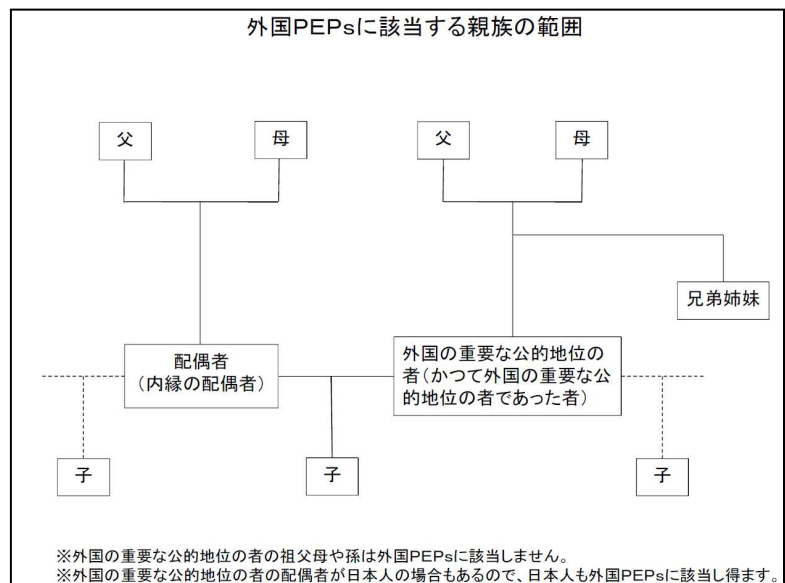 外国PEPsに該当する親族の範囲
父
母
父
母
兄弟姉妹
配偶者
（内縁の配偶者）
外国の重要な公的地位の
者（かつて外国の重要な公
的地位の者であった者）
子
子
子
※外国の重要な公的地位の者の祖父母や孫は外国PEPsに該当しません。
※外国の重要な公的地位の者の配偶者が日本人の場合もあるので、日本人も外国PEPsに該当し得ます。